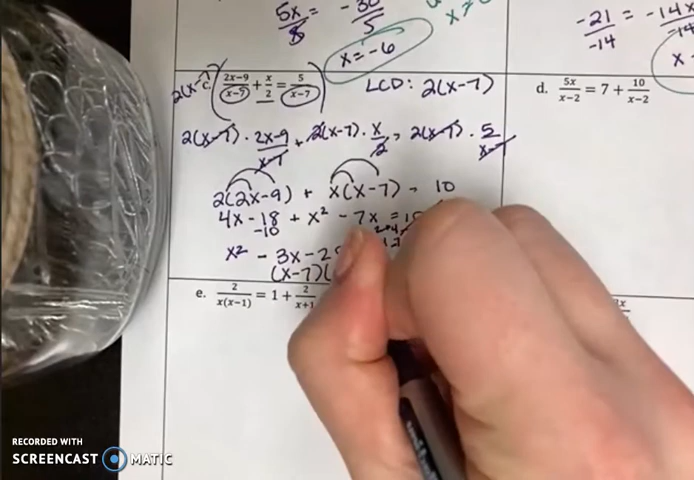 5x/5 = -30/5
x = -6
-21/-14 = -14x/-14
x
2(x-7) c. (2x-9/x-7 + x/2 = 5/x-7)
LCD: 2(x-7)
d. 5x/x-2 = 7 + 10/x-2
2(x-7) · 2x-9/x-7 + 2(x-7) · x/2 = 2(x-7) · 5/x-7
2(2x-9) + x(x-7) = 10
4x - 18 + x² - 7x = 10
-10
x² - 3x - 2
(x-7)(
e. 2/x(x-1) = 1 + 2/x+1
RECORDED WITH
SCREENCAST MATIC